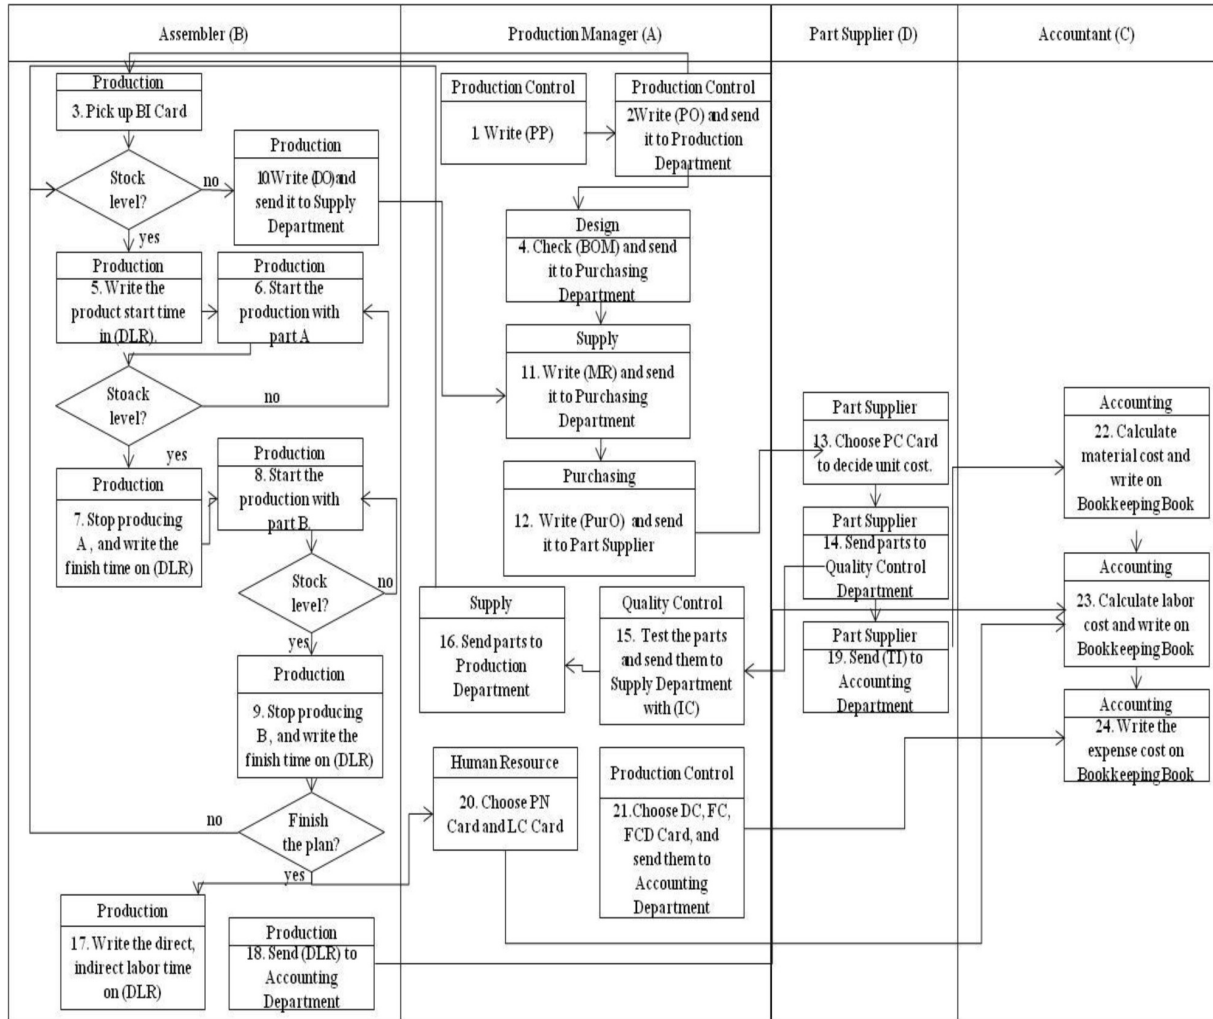 Assembler (B)
Production Manager (A)
Part Supplier (D)
Accountant (C)
Production
3. Pick up BI Card
Production Control
1. Write (PP)
Production Control
2Write (PO) and send
it to Production
Department
Stock
level?
no
yes
Production
10.Write (DO) and
send it to Supply
Department
Design
4. Check (BOM) and send
it to Purchasing
Department
Production
5. Write the
product start time
in (DLR).
Production
6. Start the
production with
part A
Supply
11. Write (MR) and send
it to Purchasing
Department
Stoack
level?
no
yes
Part Supplier
13. Choose PC Card
to decide unit cost.
Accounting
22. Calculate
material cost and
write on
Bookkeeping Book
Production
7. Stop producing
A , and write the
finish time on (DLR)
Production
8. Start the
production with
part B.
Purchasing
12. Write (PurO) and send
it to Part Supplier
Part Supplier
14. Send parts to
Quality Control
Department
Stock
level?
no
yes
Supply
16. Send parts to
Production
Department
Quality Control
15. Test the parts
and send them to
Supply Department
with (IC)
Part Supplier
19. Send (TI) to
Accounting
Department
Accounting
23. Calculate labor
cost and write on
Bookkeeping Book
Production
9. Stop producing
B , and write the
finish time on (DLR)
Accounting
24. Write the
expense cost on
Bookkeeping Book
Human Resource
20. Choose PN
Card and LC Card
Production Control
21.Choose DC, FC,
FCD Card, and
send them to
Accounting
Department
no
Finish
the plan?
yes
Production
17. Write the direct,
indirect labor time
on (DLR)
Production
18. Send (DLR) to
Accounting
Department